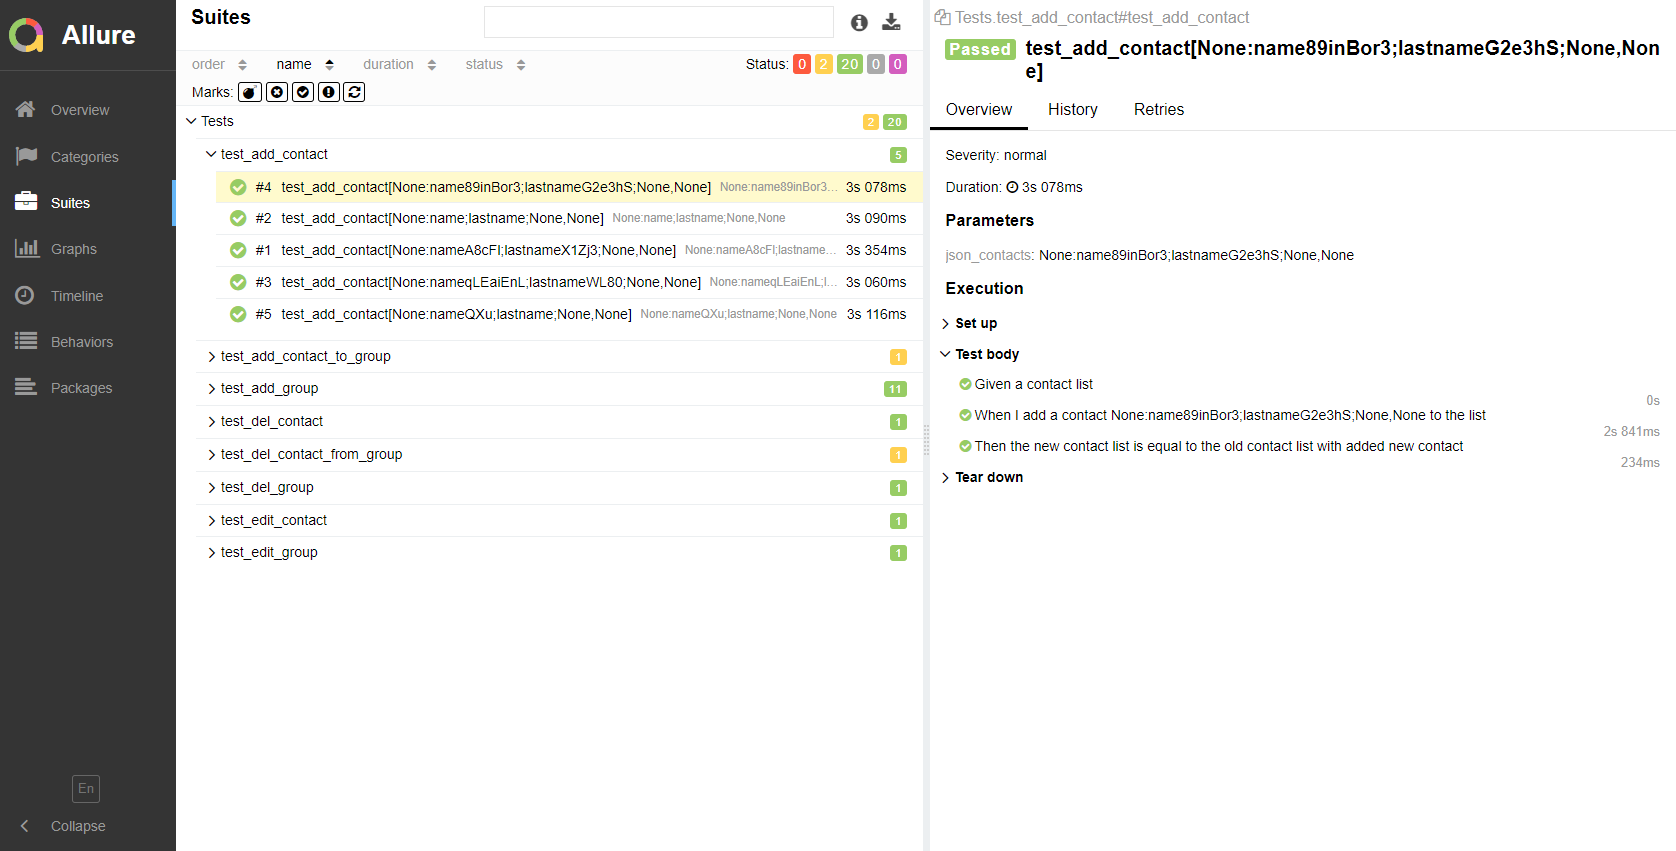 Allure
Overview
Categories
Suites
Graphs
Timeline
Behaviors
Packages
En
Collapse
Suites
order name duration status Status: 0 2 20 0 0
Marks:
Tests 2 20
test_add_contact 5
#4 test_add_contact[None:name89inBor3;lastnameG2e3hS;None,None] None:name89inBor3... 3s 078ms
#2 test_add_contact[None:name;lastname;None,None] None:name;lastname;None,None 3s 090ms
#1 test_add_contact[None:nameA8cFI;lastnameX1Zj3;None,None] None:nameA8cFI;lastname... 3s 354ms
#3 test_add_contact[None:nameqLEaiEnL;lastnameWL80;None,None] None:nameqLEaiEnL;l... 3s 060ms
#5 test_add_contact[None:nameQXu;lastname;None,None] None:nameQXu;lastname;None,None 3s 116ms
test_add_contact_to_group 1
test_add_group 11
test_del_contact 1
test_del_contact_from_group 1
test_del_group 1
test_edit_contact 1
test_edit_group 1
Tests.test_add_contact#test_add_contact
Passed test_add_contact[None:name89inBor3;lastnameG2e3hS;None,Non
e]
Overview History Retries
Severity: normal
Duration: 3s 078ms
Parameters
json_contacts: None:name89inBor3;lastnameG2e3hS;None,None
Execution
Set up
Test body
Given a contact list
0s
When I add a contact None:name89inBor3;lastnameG2e3hS;None,None to the list
2s 841ms
Then the new contact list is equal to the old contact list with added new contact
234ms
Tear down